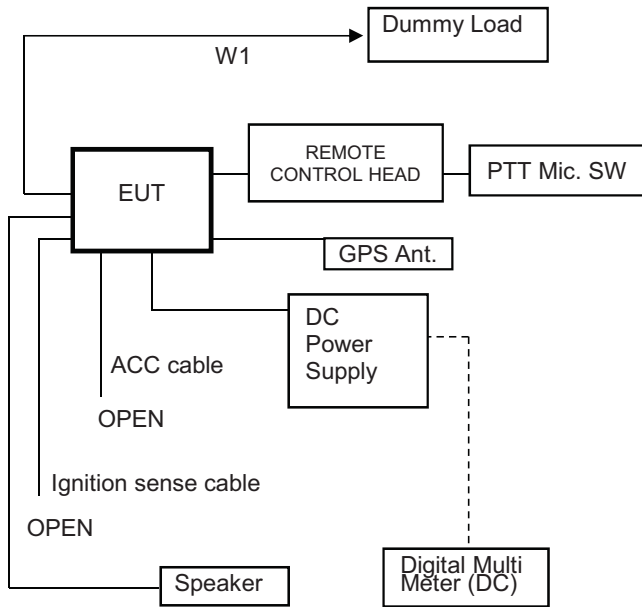 Dummy Load
W1
REMOTE
CONTROL HEAD
PTT Mic. SW
EUT
GPS Ant.
DC
Power
Supply
ACC cable
OPEN
Ignition sense cable
OPEN
Speaker
Digital Multi
Meter (DC)